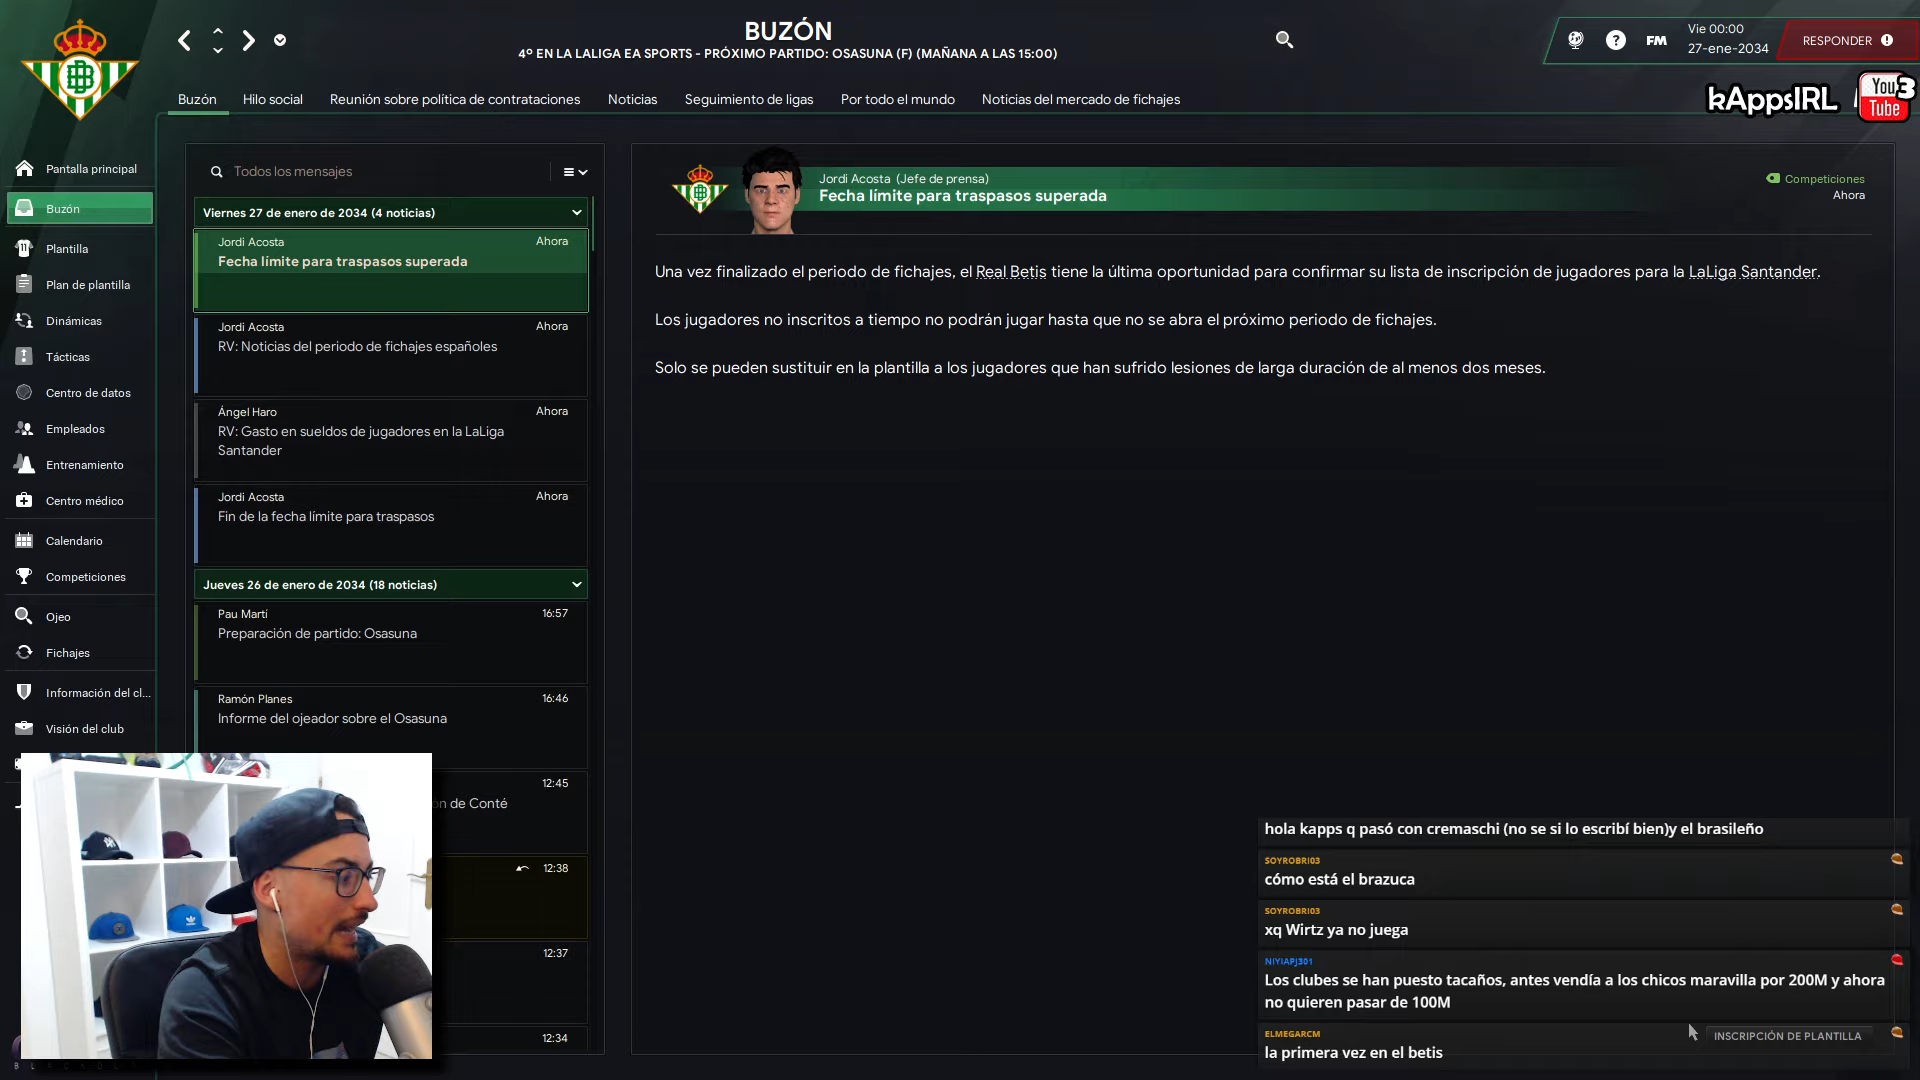 BUZÓN
4º EN LA LALIGA EA SPORTS - PRÓXIMO PARTIDO: OSASUNA (F) (MAÑANA A LAS 15:00)
FM
Vie 00:00
27-ene-2034
RESPONDER
Buzón
Hilo social
Reunión sobre política de contrataciones
Noticias
Seguimiento de ligas
Por todo el mundo
Noticias del mercado de fichajes
kAppsIRL
You3
Tube
Pantalla principal
Buzón
Plantilla
Plan de plantilla
Dinámicas
Tácticas
Centro de datos
Empleados
Entrenamiento
Centro médico
Calendario
Competiciones
Ojeo
Fichajes
Información del cl...
Visión del club
Todos los mensajes
Viernes 27 de enero de 2034 (4 noticias)
Jordi Acosta
Ahora
Fecha límite para traspasos superada
Jordi Acosta
Ahora
RV: Noticias del periodo de fichajes españoles
Ángel Haro
Ahora
RV: Gasto en sueldos de jugadores en la LaLiga
Santander
Jordi Acosta
Ahora
Fin de la fecha límite para traspasos
Jueves 26 de enero de 2034 (18 noticias)
Pau Martí
16:57
Preparación de partido: Osasuna
Ramón Planes
16:46
Informe del ojeador sobre el Osasuna
12:45
ón de Conté
12:38
12:37
12:34
Jordi Acosta (Jefe de prensa)
Fecha límite para traspasos superada
Competiciones
Ahora
Una vez finalizado el periodo de fichajes, el Real Betis tiene la última oportunidad para confirmar su lista de inscripción de jugadores para la LaLiga Santander.
Los jugadores no inscritos a tiempo no podrán jugar hasta que no se abra el próximo periodo de fichajes.
Solo se pueden sustituir en la plantilla a los jugadores que han sufrido lesiones de larga duración de al menos dos meses.
hola kapps q pasó con cremaschi (no se si lo escribí bien)y el brasileño
SOYROBRI03
cómo está el brazuca
SOYROBRI03
xq Wirtz ya no juega
NIYIAPJ301
Los clubes se han puesto tacaños, antes vendía a los chicos maravilla por 200M y ahora
no quieren pasar de 100M
ELMEGARCM
la primera vez en el betis
INSCRIPCIÓN DE PLANTILLA